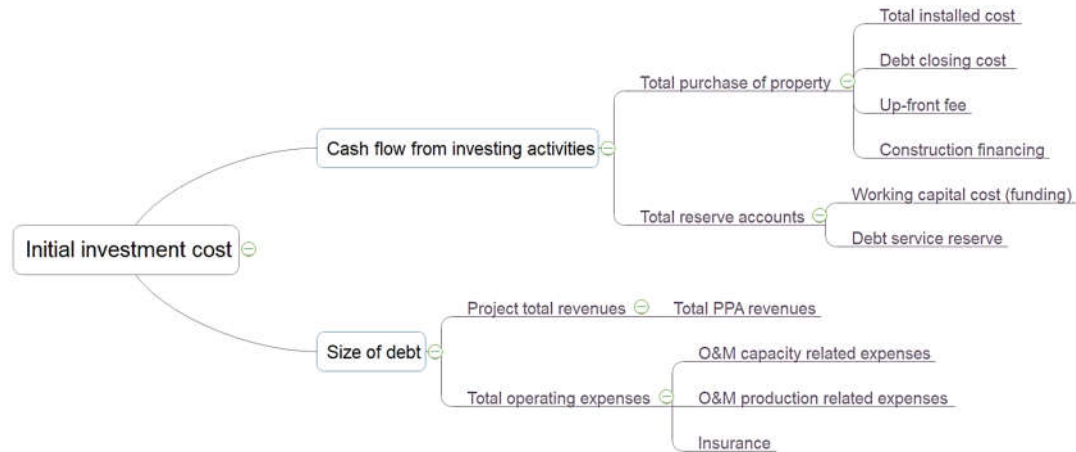 Initial investment cost
Cash flow from investing activities
Total purchase of property
Total installed cost
Debt closing cost
Up-front fee
Construction financing
Total reserve accounts
Working capital cost (funding)
Debt service reserve
Size of debt
Project total revenues
Total PPA revenues
Total operating expenses
O&M capacity related expenses
O&M production related expenses
Insurance